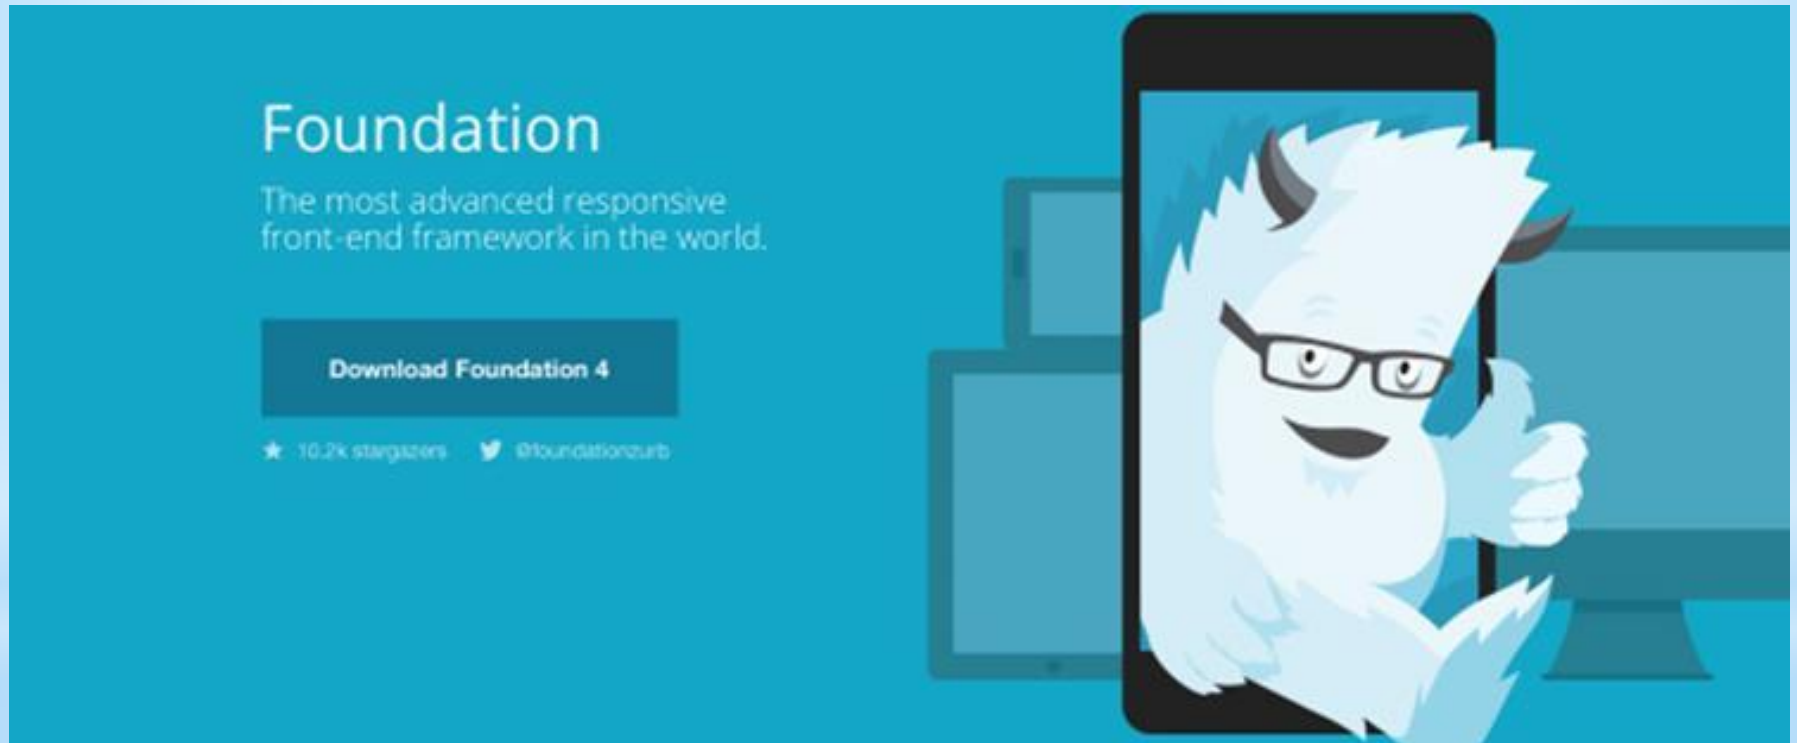 Foundation
The most advanced responsive
front-end framework in the world.
Download Foundation 4
10.2k stargazers @foundationzurb